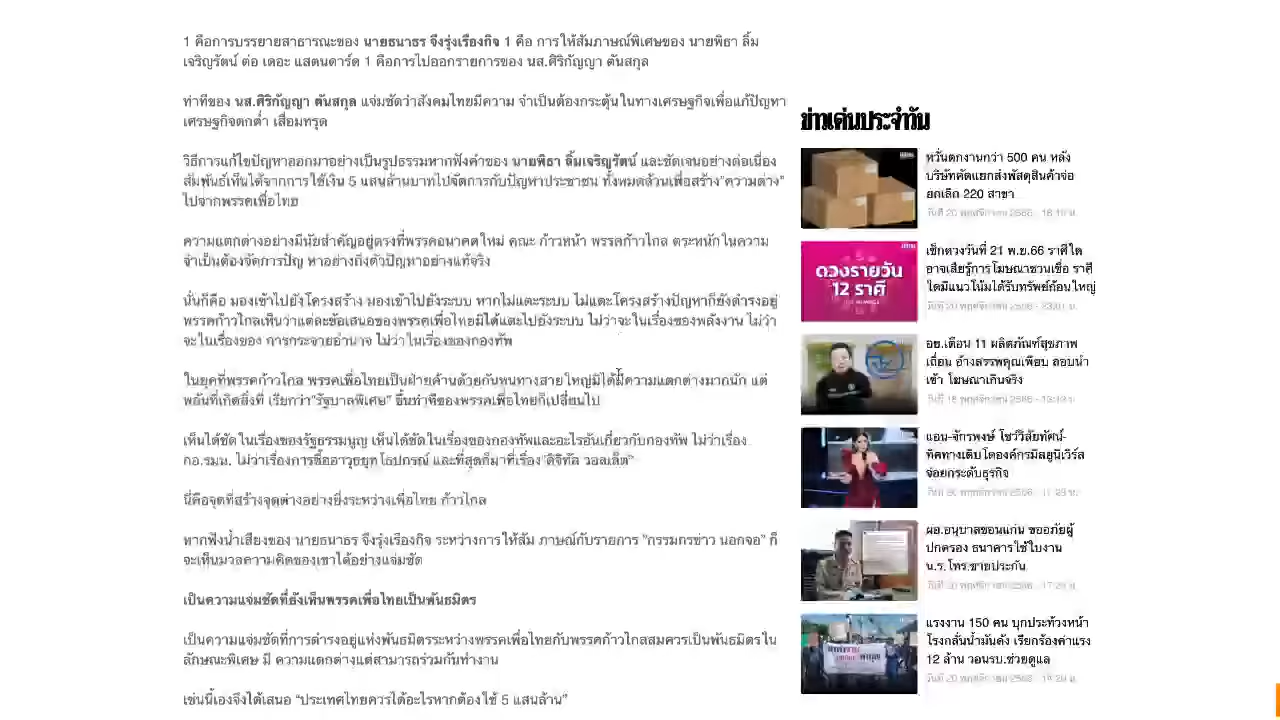 1 คือการบรรยายสาธารณะของ นายธนาธร จึงรุ่งเรืองกิจ 1 คือ การให้สัมภาษณ์พิเศษของ นายพิธา ลิ้ม
เจริญรัตน์ ต่อ เดอะ แสตนดาร์ด 1 คือการไปออกรายการของ นส.ศิริกัญญา ตันสกุล
ท่าทีของ นส.ศิริกัญญา ตันสกุล แจ่มชัดว่าสังคมไทยมีความ จำเป็นต้องกระตุ้นในทางเศรษฐกิจเพื่อแก้ปัญหา
เศรษฐกิจตกต่ำ เสื่อมทรุด
วิธีการแก้ไขปัญหาออกมาอย่างเป็นรูปธรรมหากฟังคำของ นายพิธา ลิ้มเจริญรัตน์ และชัดเจนอย่างต่อเนื่อง
สัมพันธ์เห็นได้จากการใช้เงิน 5 แสนล้านบาทไปจัดการกับปัญหาประชาชน ทั้งหมดล้วนเพื่อสร้าง"ความต่าง"
ไปจากพรรคเพื่อไทย
ความแตกต่างอย่างมีนัยสำคัญอยู่ตรงที่พรรคอนาคตใหม่ คณะ ก้าวหน้า พรรคก้าวไกล ตระหนักในความ
จำเป็นต้องจัดการปัญ หาอย่างถึงตัวปัญหาอย่างแท้จริง
นั่นก็คือ มองเข้าไปยังโครงสร้าง มองเข้าไปยังระบบ หากไม่แตะระบบ ไม่แตะโครงสร้างปัญหาก็ยังดำรงอยู่
พรรคก้าวไกลเห็นว่าแต่ละข้อเสนอของพรรคเพื่อไทยมิได้แตะไปยังระบบ ไม่ว่าจะในเรื่องของพลังงาน ไม่ว่า
จะในเรื่องของ การกระจายอำนาจ ไม่ว่าในเรื่องของกองทัพ
ในยุคที่พรรคก้าวไกล พรรคเพื่อไทยเป็นฝ่ายค้านด้วยกันหนทางสายใหญ่มิได้มีความแตกต่างมากนัก แต่
พลันที่เกิดสิ่งที่ เรียกว่า"รัฐบาลพิเศษ" ขึ้นท่าทีของพรรคเพื่อไทยก็เปลี่ยนไป
เห็นได้ชัดในเรื่องของรัฐธรรมนูญ เห็นได้ชัดในเรื่องของกองทัพและอะไรอันเกี่ยวกับกองทัพ ไม่ว่าเรื่อง
กอ.รมน. ไม่ว่าเรื่องการซื้ออาวุธยุทโธปกรณ์ และที่สุดก็มาที่เรื่อง"ดิจิทัล วอลเล็ต"
นี่คือจุดที่สร้างจุดต่างอย่างยิ่งระหว่างเพื่อไทย ก้าวไกล
หากฟังน้ำเสียงของ นายธนาธร จึงรุ่งเรืองกิจ ระหว่างการให้สัม ภาษณ์กับรายการ "กรรมกรข่าว นอกจอ" ก็
จะเห็นมวลความคิดของเขาได้อย่างแจ่มชัด
เป็นความแจ่มชัดที่ยังเห็นพรรคเพื่อไทยเป็นพันธมิตร
เป็นความแจ่มชัดที่การดำรงอยู่แห่งพันธมิตรระหว่างพรรคเพื่อไทยกับพรรคก้าวไกลสมควรเป็นพันธมิตรใน
ลักษณะพิเศษ มี ความแตกต่างแต่สามารถร่วมกันทำงาน
เช่นนี้เองจึงได้เสนอ "ประเทศไทยควรได้อะไรหากต้องใช้ 5 แสนล้าน"
ข่าวเด่นประจำวัน
หวั่นตกงานกว่า 500 คน หลัง
บริษัทคัดแยกส่งพัสดุสินค้าจ่อ
ยกเลิก 220 สาขา
วันที่ 20 พฤศจิกายน 2566
ดวงรายวัน
12 ราศี
เช็กดวงวันที่ 21 พ.ย.66 ราศีใด
อาจเสียรู้การโฆษณาชวนเชื่อ ราศี
ใดมีแนวโน้มได้รับทรัพย์ก้อนใหญ่
วันที่ 20 พฤศจิกายน 2566
อย.เตือน 11 ผลิตภัณฑ์สุขภาพ
เถื่อน อ้างสรรพคุณเพียบ ลอบนำ
เข้า โฆษณาเกินจริง
แอน-จักรพงษ์ โชว์วิสัยทัศน์-
ทิศทางเติบโตองค์กรมิสยูนิเวิร์ส
จ่อยกระดับธุรกิจ
วันที่ 20 พฤศจิกายน 2566
ผอ.อนุบาลขอนแก่น ขออภัยผู้
ปกครอง ธนาคารใช้ใบงาน
น.ร.โทร.ขายประกัน
วันที่ 20 พฤศจิกายน 2566
แรงงาน 150 คน บุกประท้วงหน้า
โรงกลั่นน้ำมันดัง เรียกร้องค่าแรง
12 ล้าน วอนรบ.ช่วยดูแล
วันที่ 20 พฤศจิกายน 2566